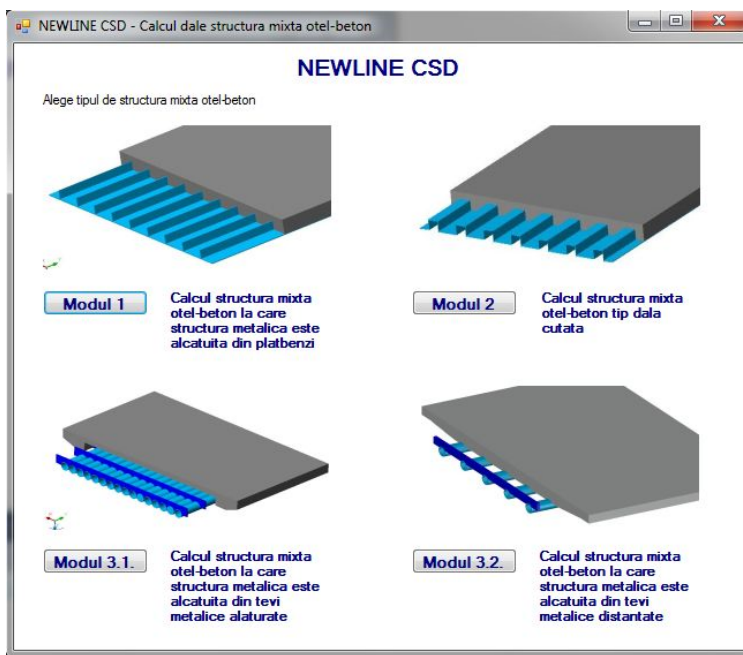 NEWLINE CSD - Calcul dale structura mixta otel-beton
NEWLINE CSD
Alege tipul de structura mixta otel-beton
Modul 1
Calcul structura mixta
otel-beton la care
structura metalica este
alcatuita din platbenzi
Modul 2
Calcul structura mixta
otel-beton tip dala
cutata
Modul 3.1.
Calcul structura mixta
otel-beton la care
structura metalica este
alcatuita din tevi
metalice alaturate
Modul 3.2.
Calcul structura mixta
otel-beton la care
structura metalica este
alcatuita din tevi
metalice distantate